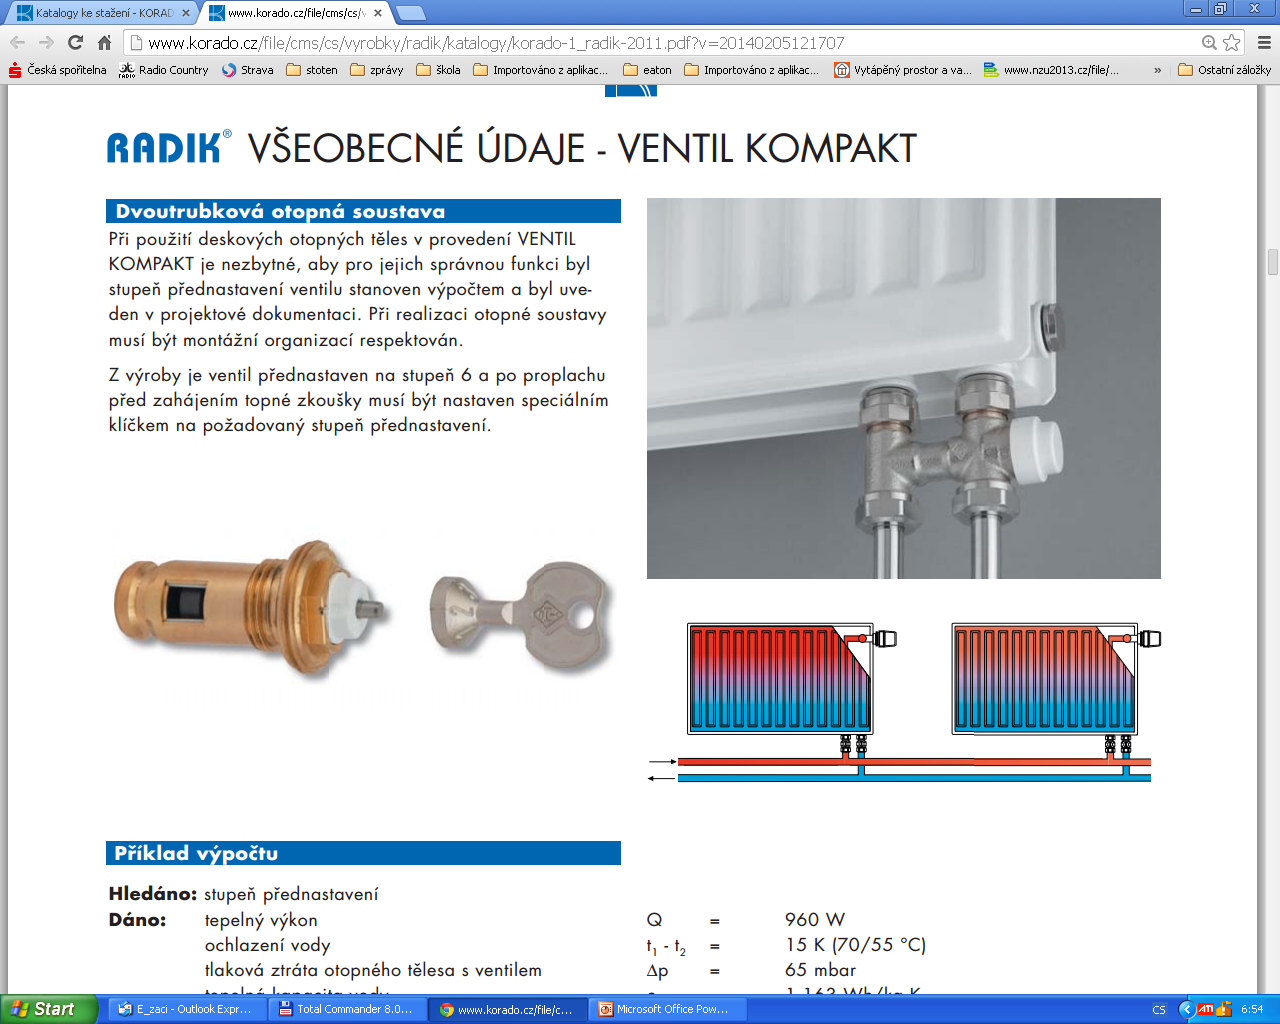 Katalogy ke stažení - KORAD
www.korado.cz/file/cms/cs/v
www.korado.cz/file/cms/cs/vyrobky/radik/katalogy/korado-1_radik-2011.pdf?v=20140205121707
Česká spořitelna
Radio Country
Strava
stoten
zprávy
škola
Importováno z aplikac...
eaton
Importováno z aplikac...
Vytápěný prostor a va...
www.nzu2013.cz/file/...
»
Ostatní záložky
RADIK® VŠEOBECNÉ ÚDAJE - VENTIL KOMPAKT
Dvoutrubková otopná soustava
Při použití deskových otopných těles v provedení VENTIL
KOMPAKT je nezbytné, aby pro jejich správnou funkci byl
stupeň přednastavení ventilu stanoven výpočtem a byl uve-
den v projektové dokumentaci. Při realizaci otopné soustavy
musí být montážní organizací respektován.
Z výroby je ventil přednastaven na stupeň 6 a po proplachu
před zahájením topné zkoušky musí být nastaven speciálním
klíčkem na požadovaný stupeň přednastavení.
Příklad výpočtu
Hledáno: stupeň přednastavení
Dáno: tepelný výkon Q = 960 W
ochlazení vody t1 - t2 = 15 K (70/55 °C)
tlaková ztráta otopného tělesa s ventilem Δp = 65 mbar
tepelná kapacita vody c = 1,163 Wh/kg K
Start
E_zaci - Outlook Expr...
Total Commander 8.0...
www.korado.cz/file/c...
Microsoft Office Pow...
CS
ATI
6:54